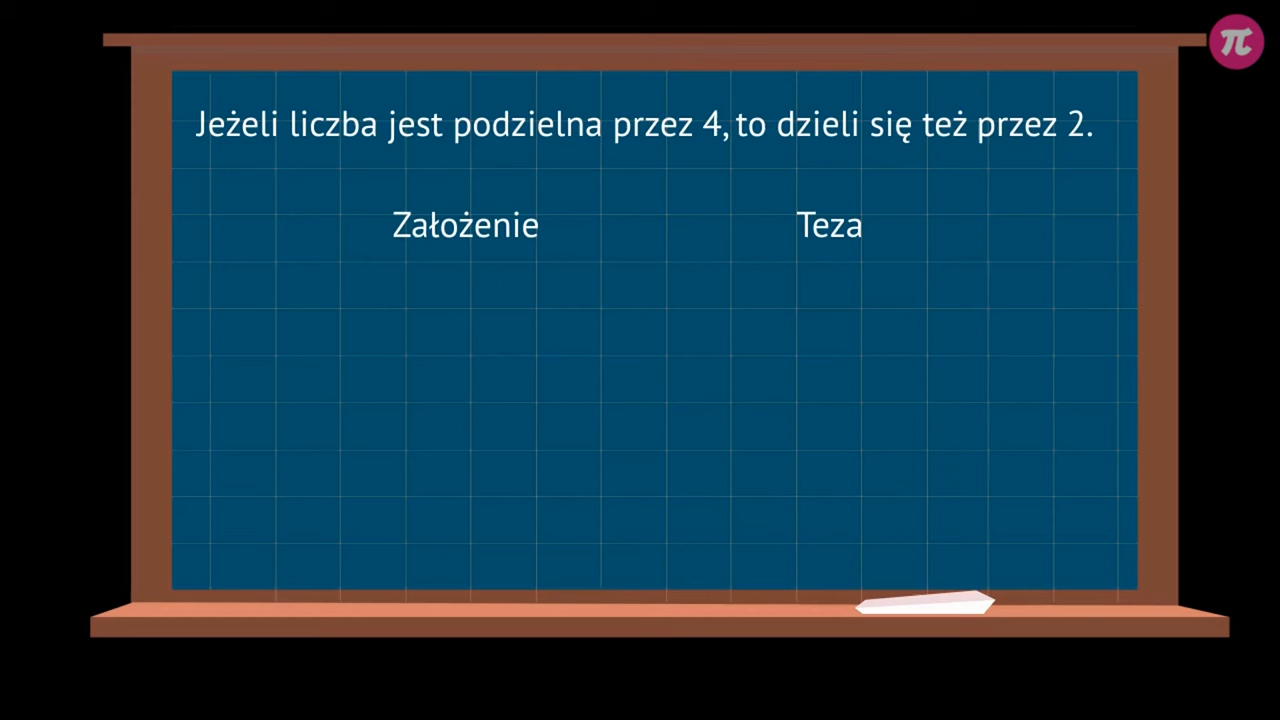 π
Jeżeli liczba jest podzielna przez 4, to dzieli się też przez 2.
Założenie Teza